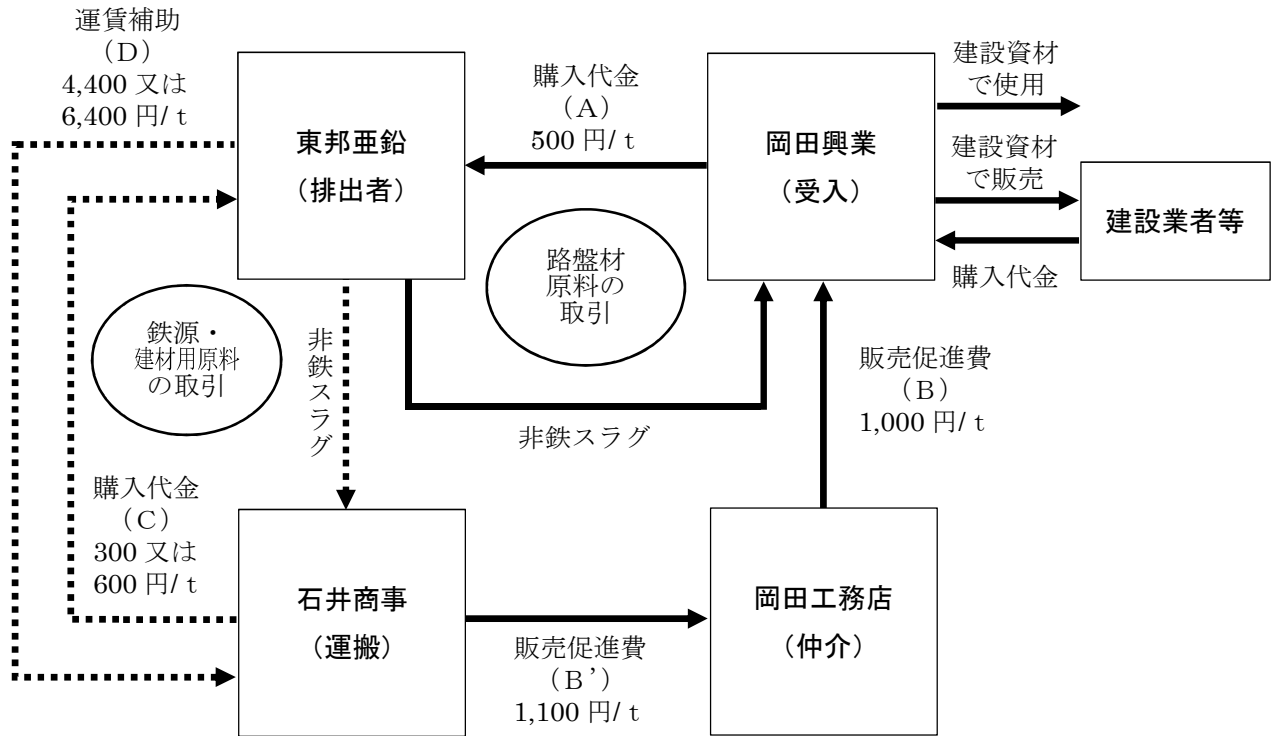 運賃補助
（D）
4,400 又は
6,400 円/ t
東邦亜鉛
（排出者）
購入代金
（A）
500 円/ t
岡田興業
（受入）
建設資材
で使用
建設資材
で販売
建設業者等
購入代金
路盤材
原料の
取引
鉄源・
建材用原料
の取引
非鉄スラグ
非鉄スラグ
販売促進費
（B）
1,000 円/ t
購入代金
（C）
300 又は
600 円/ t
石井商事
（運搬）
販売促進費
（B’）
1,100 円/ t
岡田工務店
（仲介）